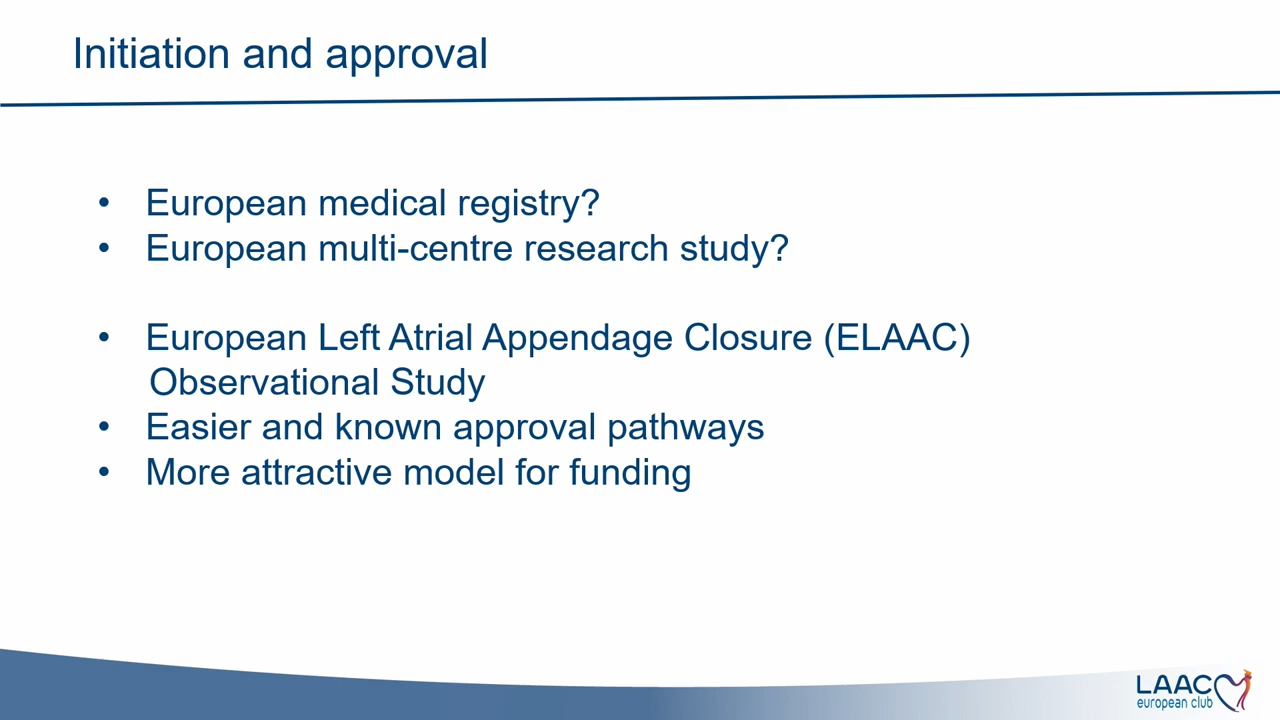 Initiation and approval
• European medical registry?
• European multi-centre research study?
• European Left Atrial Appendage Closure (ELAAC)
Observational Study
• Easier and known approval pathways
• More attractive model for funding
LAAC
european club